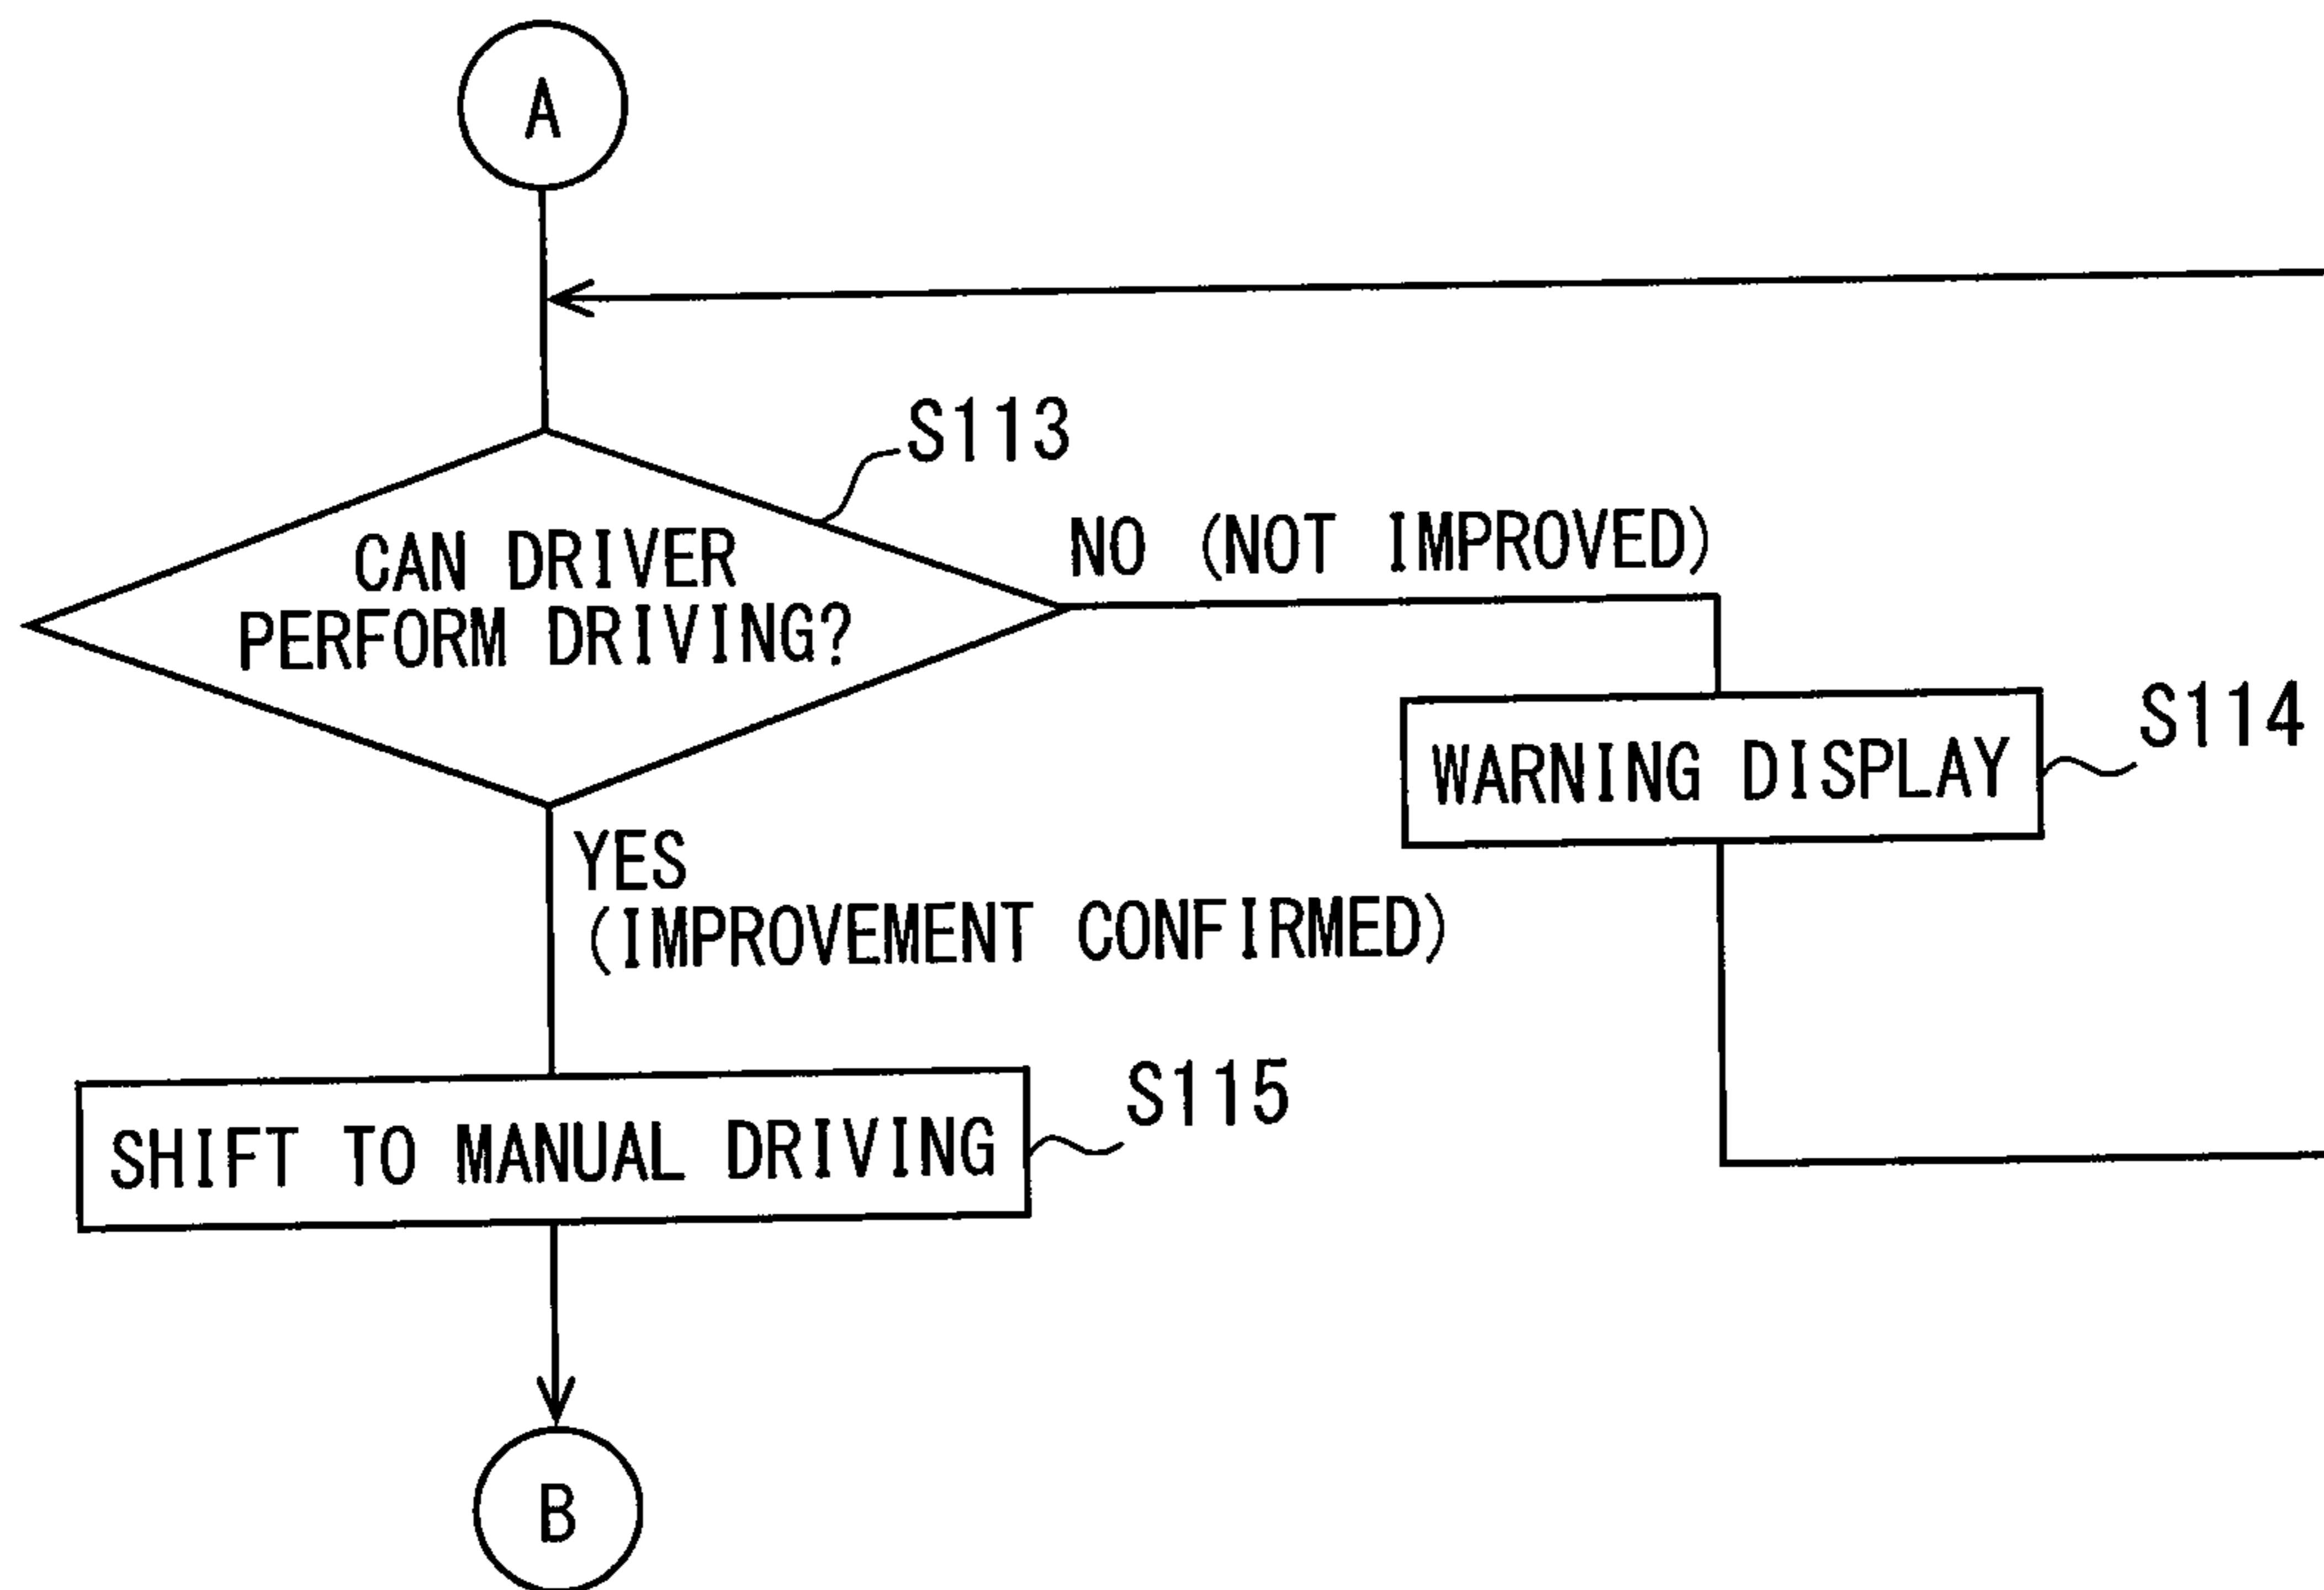 A
S113
CAN DRIVER
PERFORM DRIVING?
NO (NOT IMPROVED)
WARNING DISPLAY
S114
YES
(IMPROVEMENT CONFIRMED)
SHIFT TO MANUAL DRIVING
S115
B